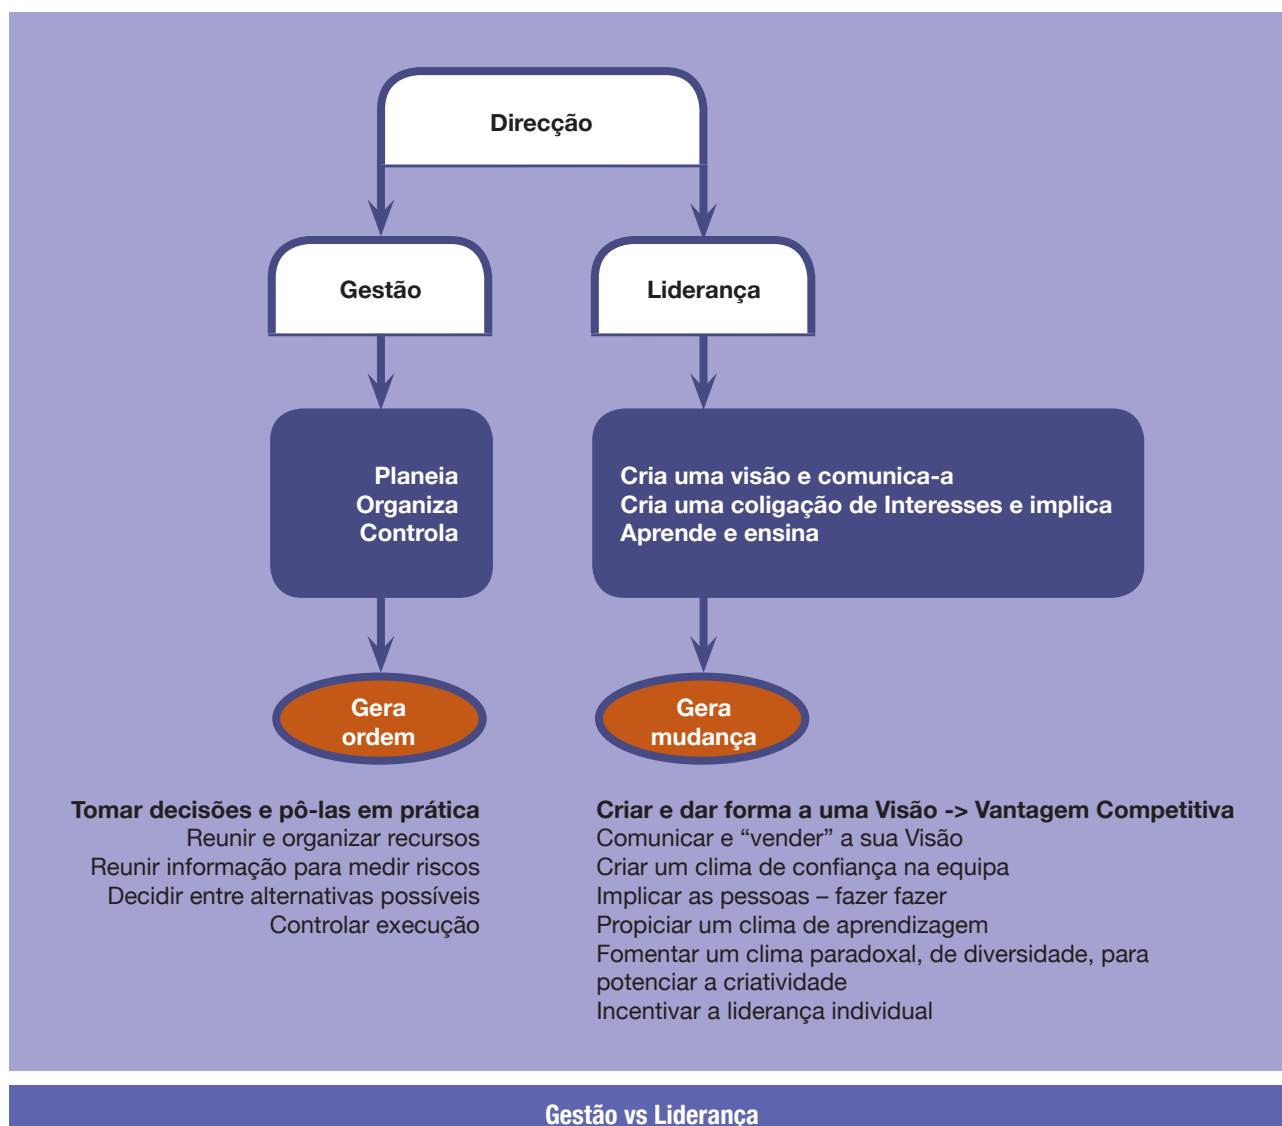 Direcção
Gestão
Liderança
Planeia
Organiza
Controla
Cria uma visão e comunica-a
Cria uma coligação de Interesses e implica
Aprende e ensina
Gera
ordem
Gera
mudança
Tomar decisões e pô-las em prática
Reunir e organizar recursos
Reunir informação para medir riscos
Decidir entre alternativas possíveis
Controlar execução
Criar e dar forma a uma Visão -> Vantagem Competitiva
Comunicar e “vender” a sua Visão
Criar um clima de confiança na equipa
Implicar as pessoas – fazer fazer
Propiciar um clima de aprendizagem
Fomentar um clima paradoxal, de diversidade, para
potenciar a criatividade
Incentivar a liderança individual
Gestão vs Liderança